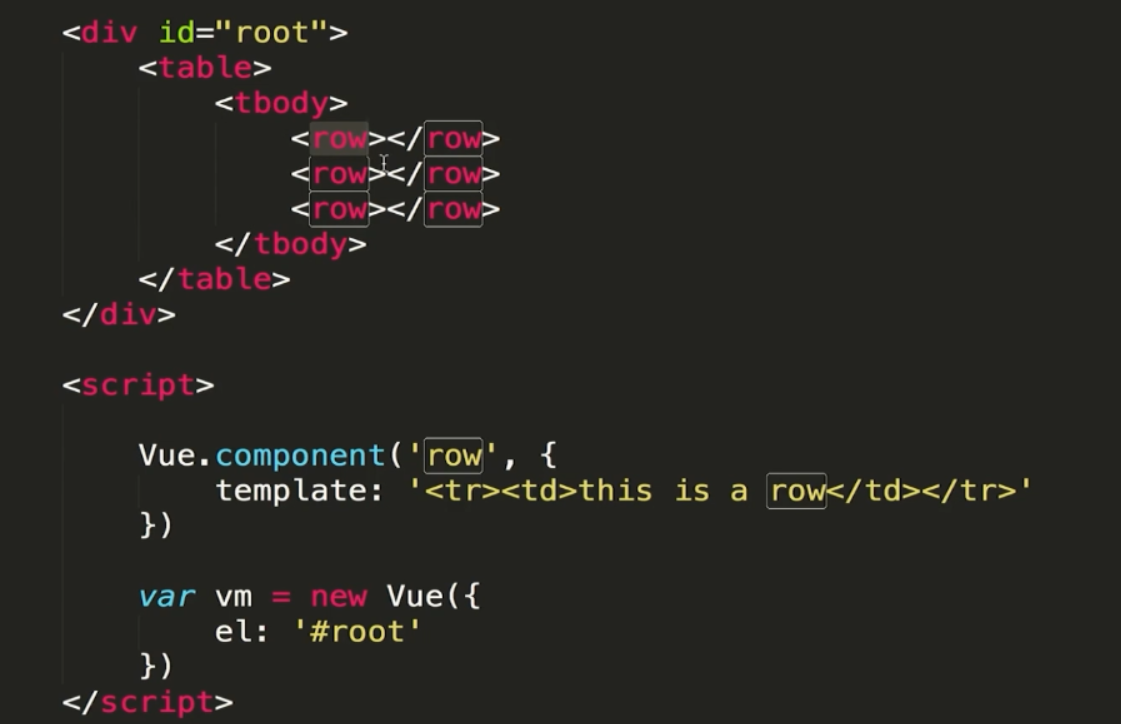 <div id="root">
<table>
<tbody>
<row></row>
<row></row>
<row></row>
</tbody>
</table>
</div>
<script>
Vue.component('row', {
template: '<tr><td>this is a row</td></tr>'
})
var vm = new Vue({
el: '#root'
})
</script>